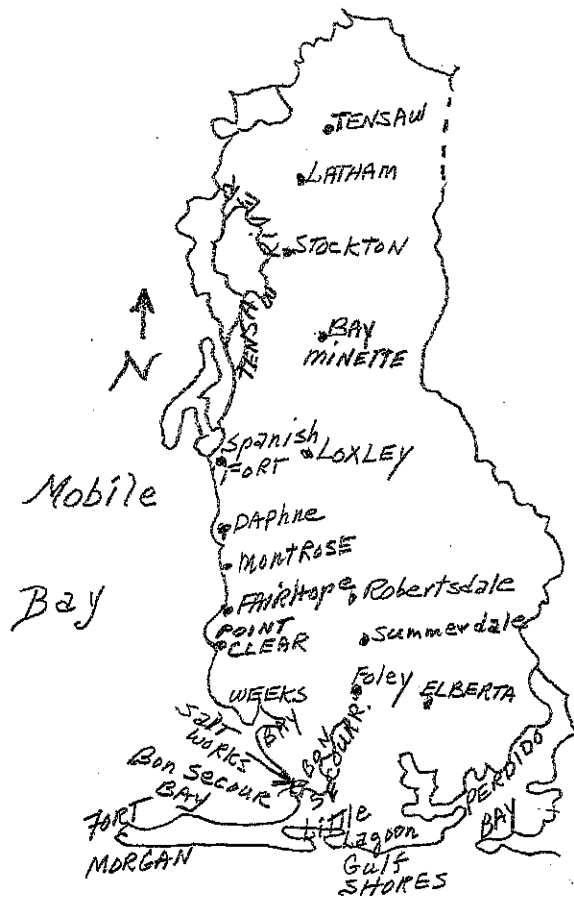 TENSAW
LATHAM
STOCKTON
TENSAW
RIVER
N
BAY
MINETTE
Spanish
FORT
LOXLEY
Mobile
Bay
DAPHNE
MONTROSE
FAIRHOPE
Robertsdale
POINT
CLEAR
Summerdale
Foley
ELBERTA
WEEKS
BAY
SALT
WORKS
BON
SECOUR R.
Bon Secour
BAY
PERDIDO
BAY
FORT
MORGAN
Little
Lagoon
Gulf
SHORES